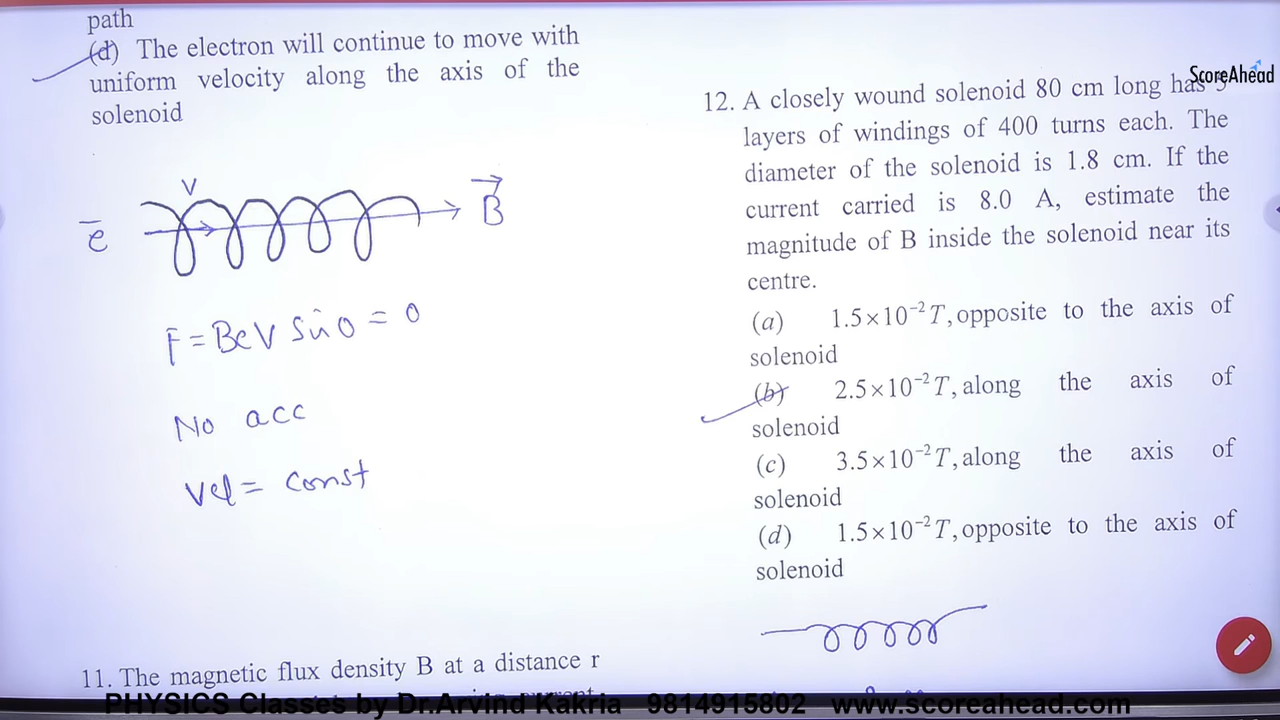 path
(d) The electron will continue to move with
uniform velocity along the axis of the
solenoid
V
e̅
B⃗
F = BeV Sin 0 = 0
No acc
Vel = const
11. The magnetic flux density B at a distance r
ScoreAhead
12. A closely wound solenoid 80 cm long has 5
layers of windings of 400 turns each. The
diameter of the solenoid is 1.8 cm. If the
current carried is 8.0 A, estimate the
magnitude of B inside the solenoid near its
centre.
(a) 1.5×10⁻² T, opposite to the axis of
solenoid
(b) 2.5×10⁻² T, along the axis of
solenoid
(c) 3.5×10⁻² T, along the axis of
solenoid
(d) 1.5×10⁻² T, opposite to the axis of
solenoid
PHYSICS Classes by Dr.Arvind Kakria 9814915802 www.scoreahead.com